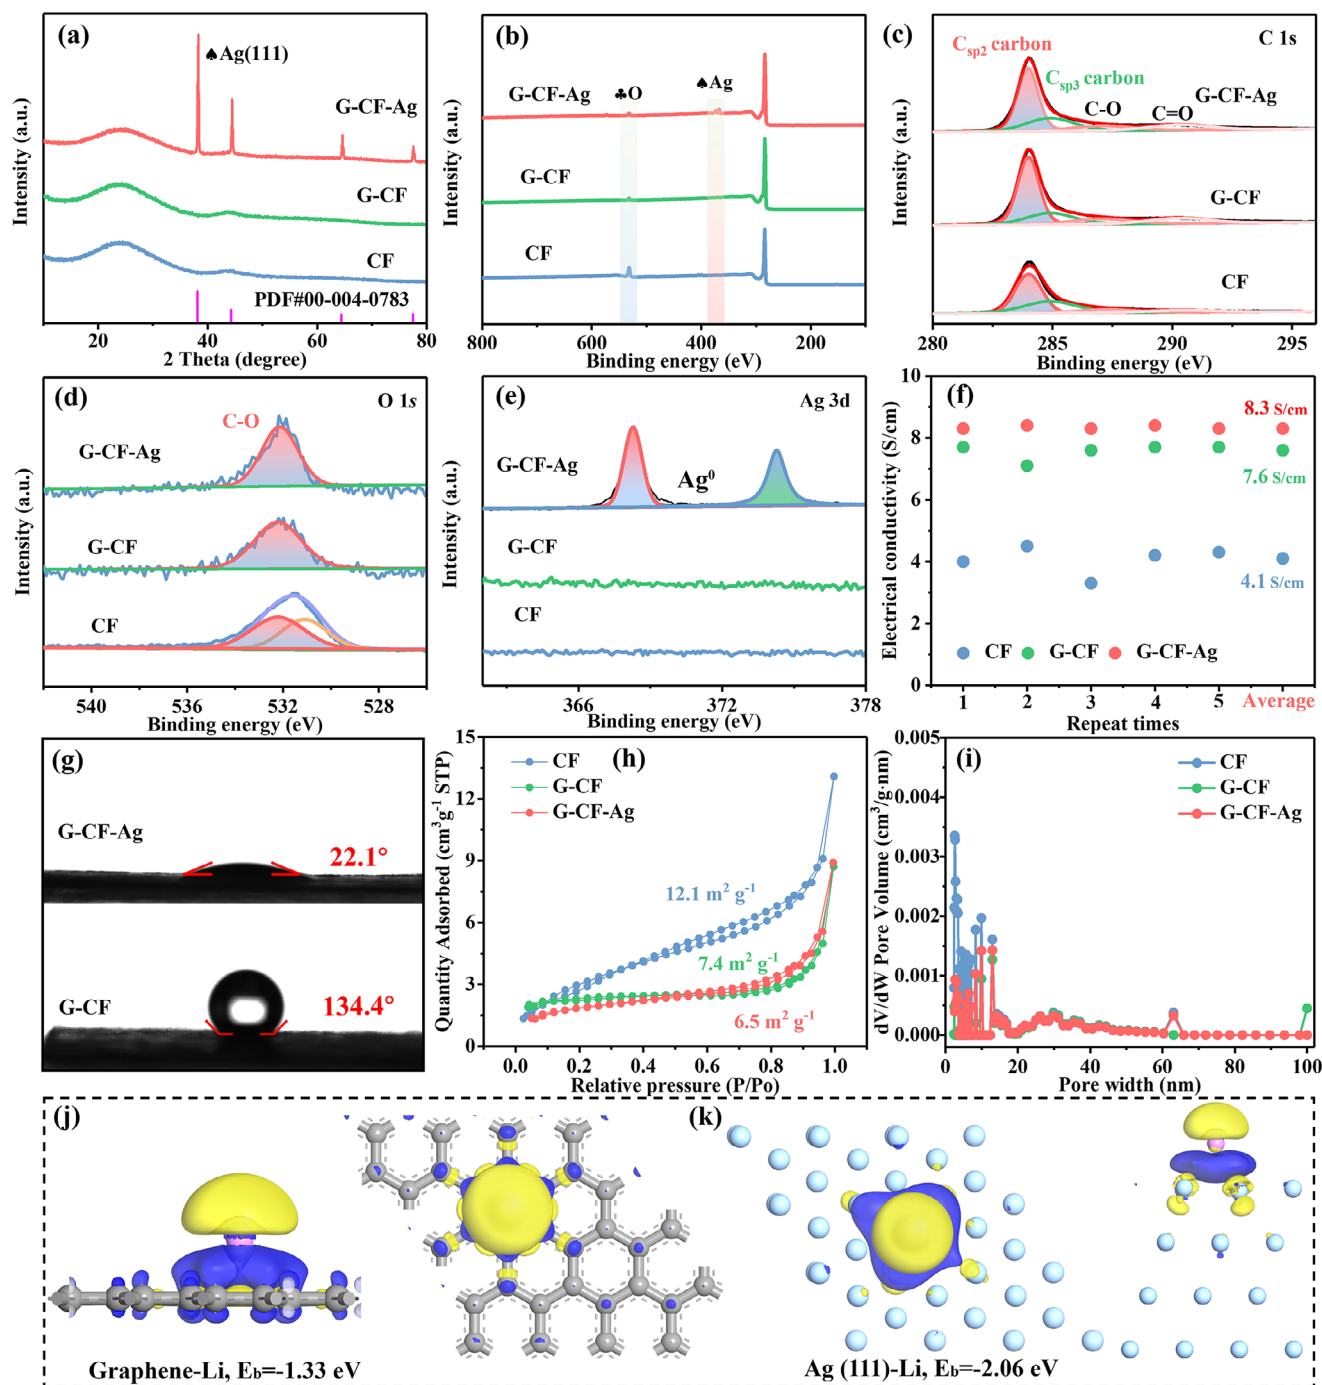 (a)
♠Ag(111)
G-CF-Ag
G-CF
CF
PDF#00-004-0783
Intensity (a.u.)
20 40 60 80
2 Theta (degree)
(b)
♣O
♠Ag
G-CF-Ag
G-CF
CF
Intensity (a.u.)
800 600 400 200
Binding energy (eV)
(c)
C 1s
Csp2 carbon
Csp3 carbon
C-O
C=O
G-CF-Ag
G-CF
CF
Intensity (a.u.)
280 285 290 295
Binding energy (eV)
(d)
O 1s
C-O
G-CF-Ag
G-CF
CF
Intensity (a.u.)
540 536 532 528
Binding energy (eV)
(e)
Ag 3d
G-CF-Ag
Ag⁰
G-CF
CF
Intensity (a.u.)
366 372 378
Binding energy (eV)
(f)
10
8
6
4
2
0
Electrical conductivity (S/cm)
8.3 S/cm
7.6 S/cm
4.1 S/cm
CF G-CF G-CF-Ag
1 2 3 4 5 Average
Repeat times
(g)
G-CF-Ag
22.1°
G-CF
134.4°
(h)
CF
G-CF
G-CF-Ag
15
12
9
6
3
0
Quantity Adsorbed (cm³g⁻¹ STP)
12.1 m² g⁻¹
7.4 m² g⁻¹
6.5 m² g⁻¹
0.0 0.2 0.4 0.6 0.8 1.0
Relative pressure (P/Po)
(i)
CF
G-CF
G-CF-Ag
0.005
0.004
0.003
0.002
0.001
0.000
dV/dW Pore Volume (cm³/g·nm)
0 20 40 60 80 100
Pore width (nm)
(j)
Graphene-Li, Eb=-1.33 eV
(k)
Ag (111)-Li, Eb=-2.06 eV